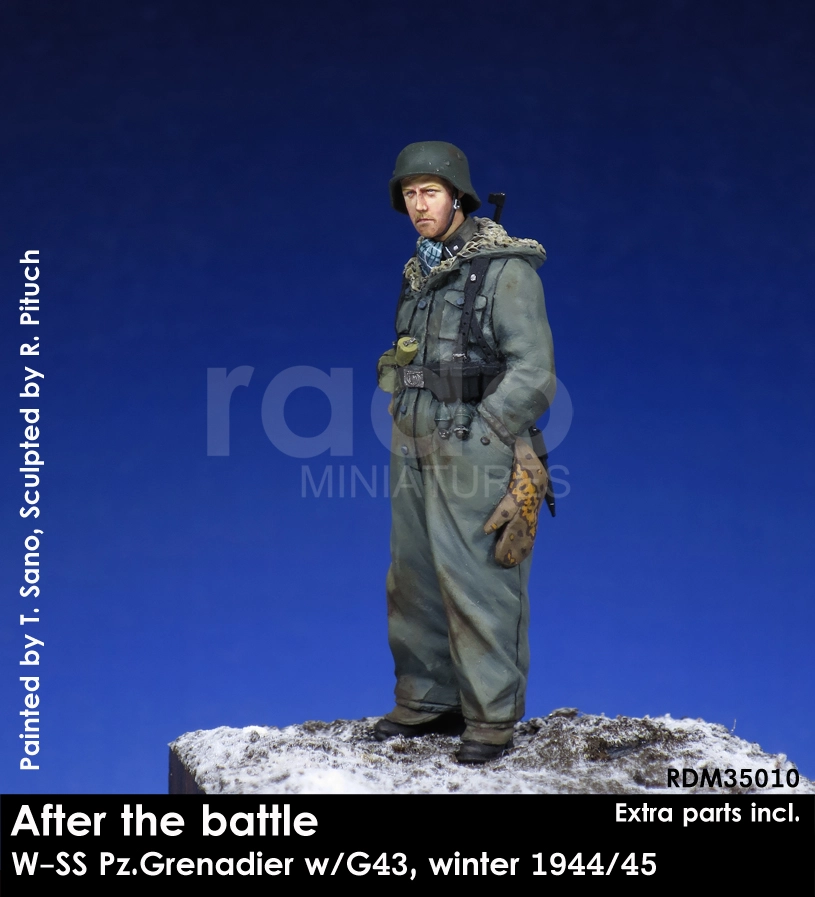 Painted by T. Sano, Sculpted by R. Pituch
rado
MINIATURES
RDM35010
After the battle
Extra parts incl.
W-SS Pz.Grenadier w/G43, winter 1944/45